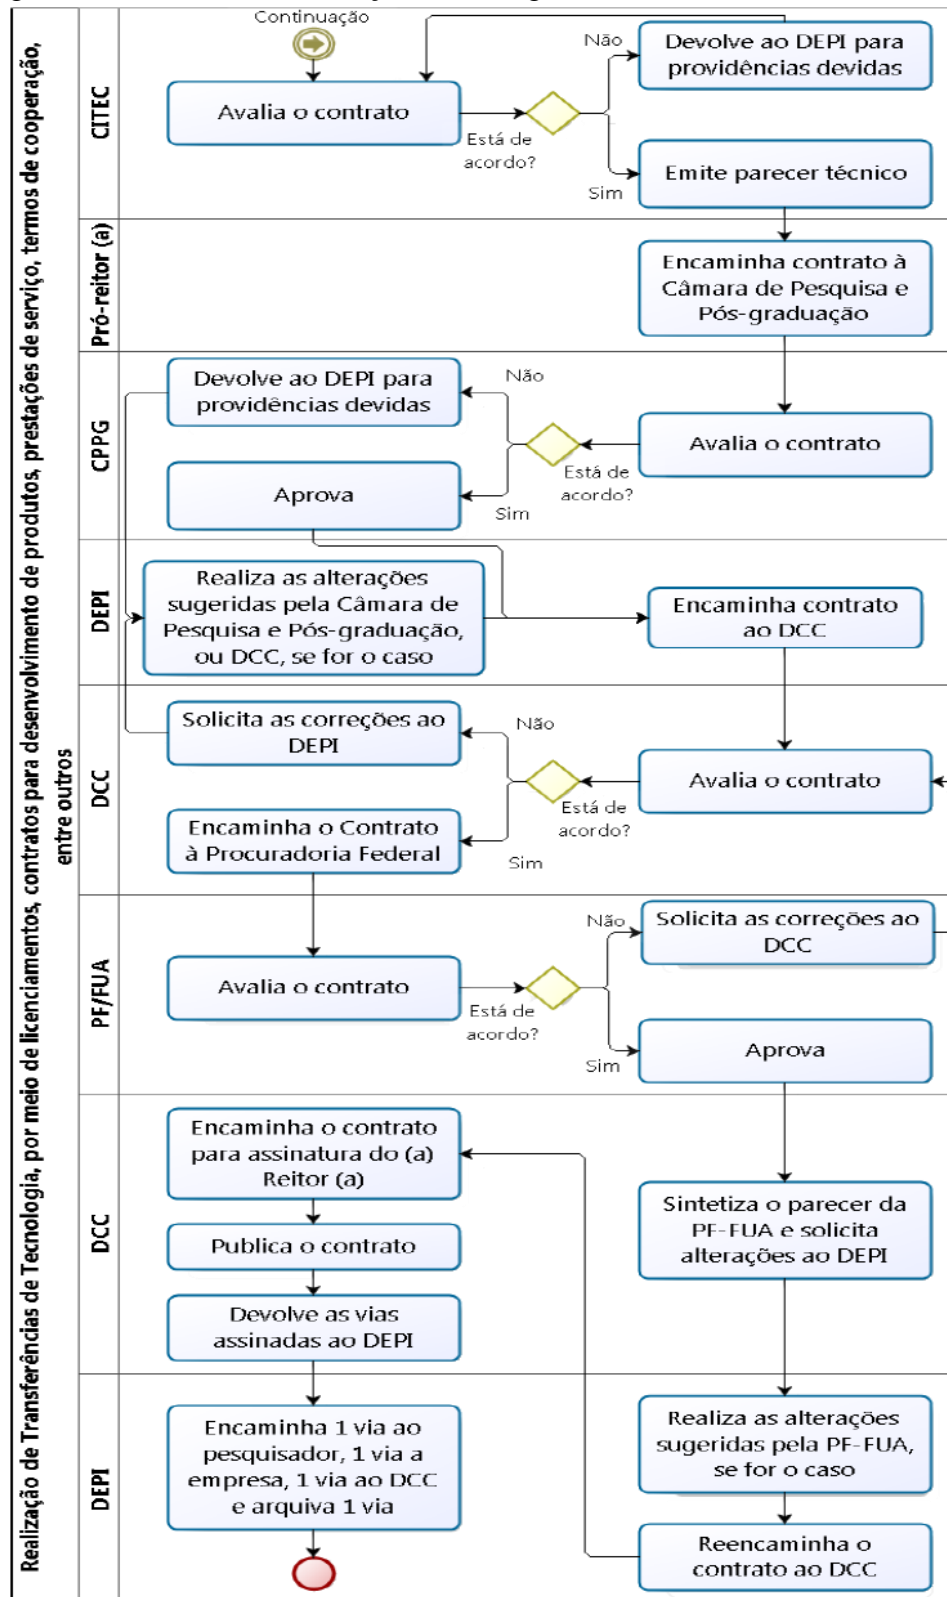 Realização de Transferências de Tecnologia, por meio de licenciamentos, contratos para desenvolvimento de produtos, prestações de serviço, termos de cooperação,
entre outros
CITEC
Continuação
Avalia o contrato
Está de
acordo?
Não
Devolve ao DEPI para
providências devidas
Sim
Emite parecer técnico
Pró-reitor (a)
Encaminha contrato à
Câmara de Pesquisa e
Pós-graduação
CPPG
Devolve ao DEPI para
providências devidas
Não
Avalia o contrato
Está de
acordo?
Aprova
Sim
DEPI
Realiza as alterações
sugeridas pela Câmara de
Pesquisa e Pós-graduação,
ou DCC, se for o caso
Encaminha contrato
ao DCC
DCC
Solicita as correções ao
DEPI
Não
Avalia o contrato
Está de
acordo?
Encaminha o Contrato
à Procuradoria Federal
Sim
PF/FUA
Avalia o contrato
Está de
acordo?
Não
Solicita as correções ao
DCC
Sim
Aprova
DCC
Encaminha o contrato
para assinatura do (a)
Reitor (a)
Publica o contrato
Devolve as vias
assinadas ao DEPI
Sintetiza o parecer da
PF-FUA e solicita
alterações ao DEPI
DEPI
Encaminha 1 via ao
pesquisador, 1 via a
empresa, 1 via ao DCC
e arquiva 1 via
Realiza as alterações
sugeridas pela PF-FUA,
se for o caso
Reencaminha o
contrato ao DCC